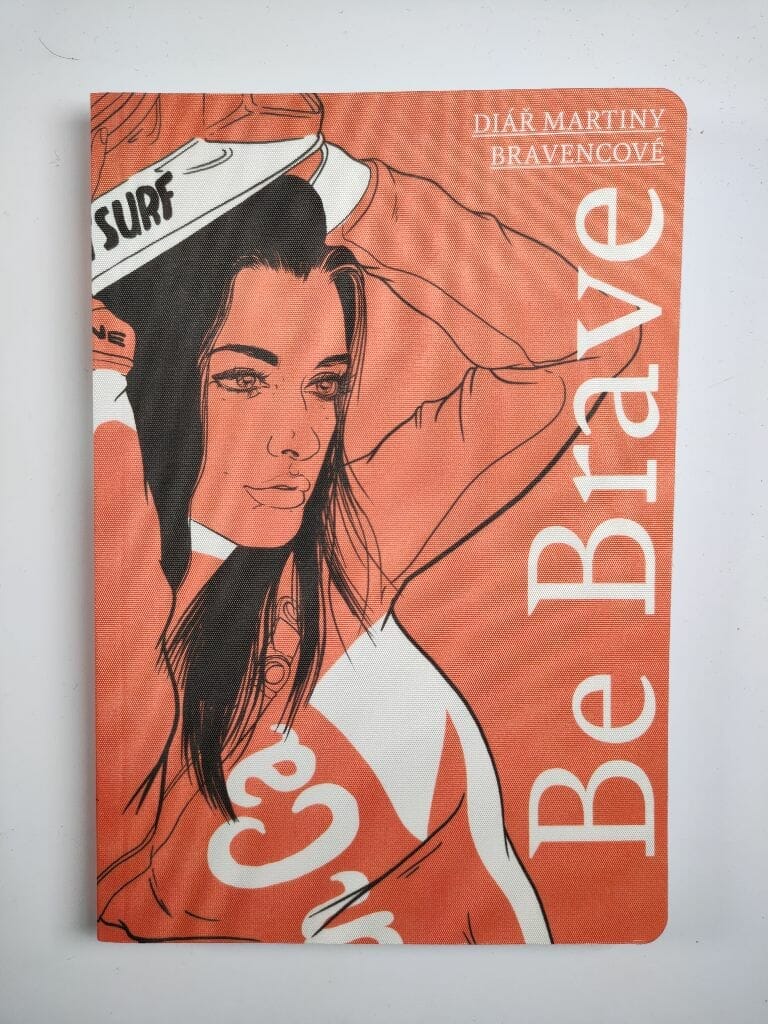 DIÁŘ MARTINY
BRAVENCOVÉ
Be Brave
SURF